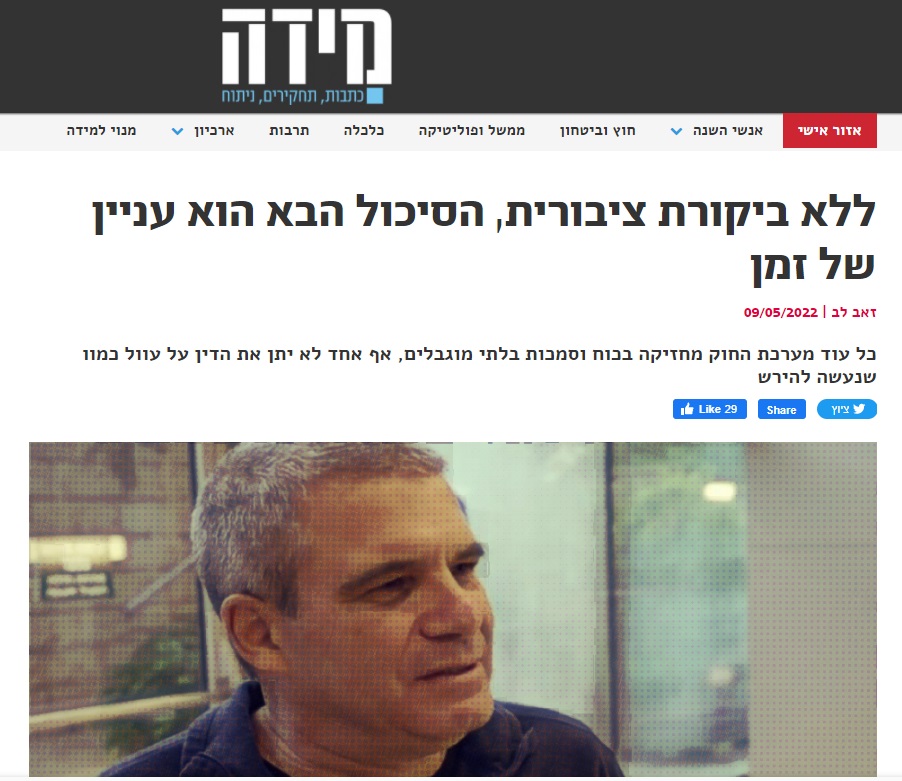 מידה
כתבות, תחקירים, ניתוח
אזור אישי
אנשי השנה
חוץ וביטחון
ממשל ופוליטיקה
כלכלה
תרבות
ארכיון
מנוי למידה
ללא ביקורת ציבורית, הסיכול הבא הוא עניין
של זמן
זאב לב | 09/05/2022
כל עוד מערכת החוק מחזיקה בכוח וסמכות בלתי מוגבלים, אף אחד לא יתן את הדין על עוול כמוו
שנעשה להירש
ציוץ
Share
Like 29